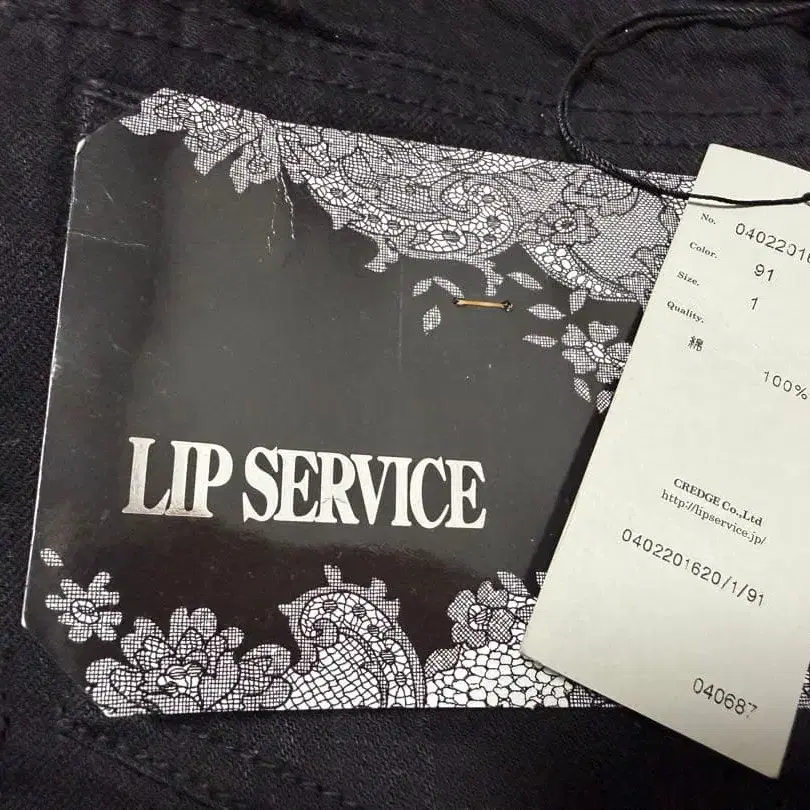 LIP SERVICE
No. 04022016
Color. 91
Size. 1
Quality.
綿
100%
CREDGE Co.,Ltd
http://lipservice.jp/
0402201620/1/91
040687